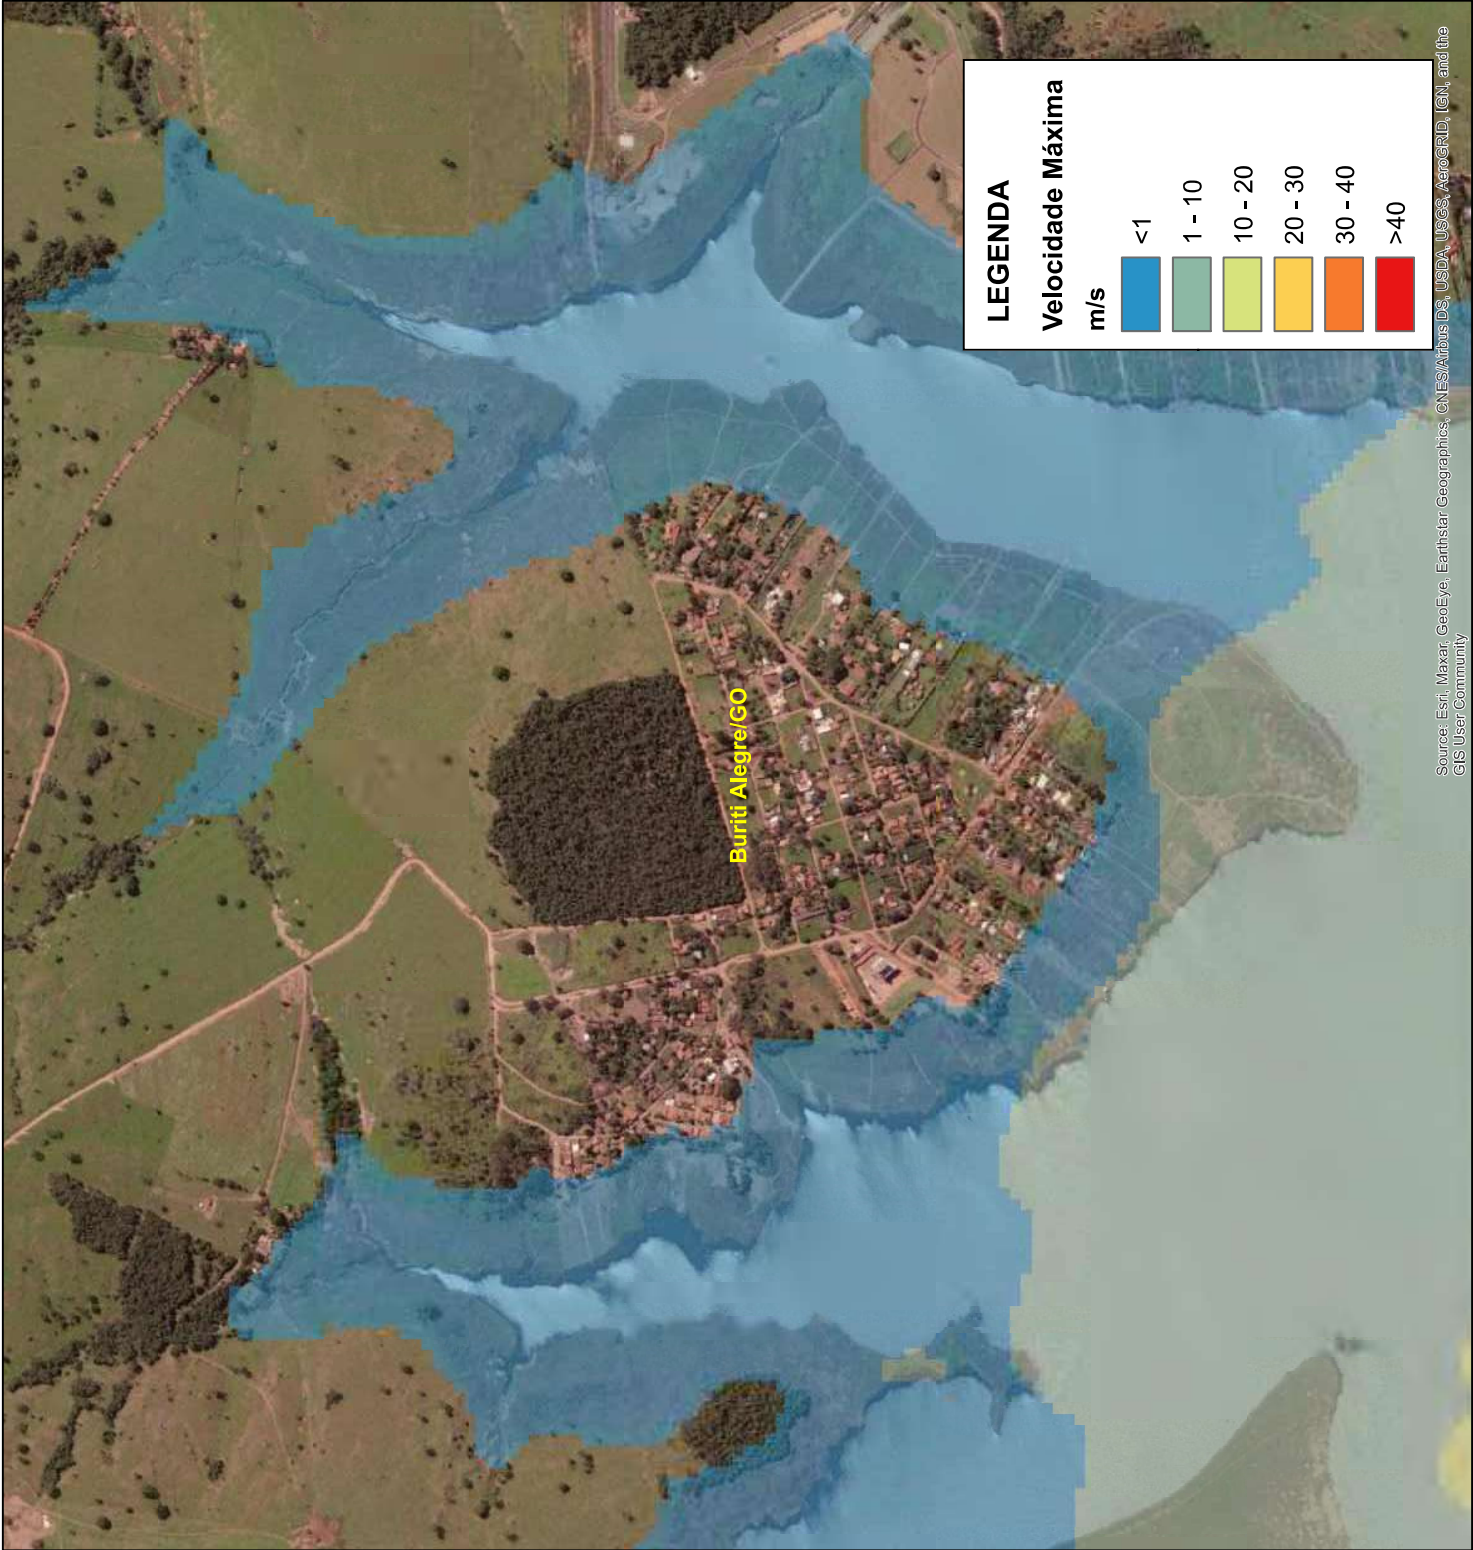 Buriti Alegre/GO
LEGENDA
Velocidade Máxima
m/s
<1
1 - 10
10 - 20
20 - 30
30 - 40
>40
Source: Esri, Maxar, GeoEye, Earthstar Geographics, CNES/Airbus DS, USDA, USGS, AeroGRID, IGN, and the
GIS User Community